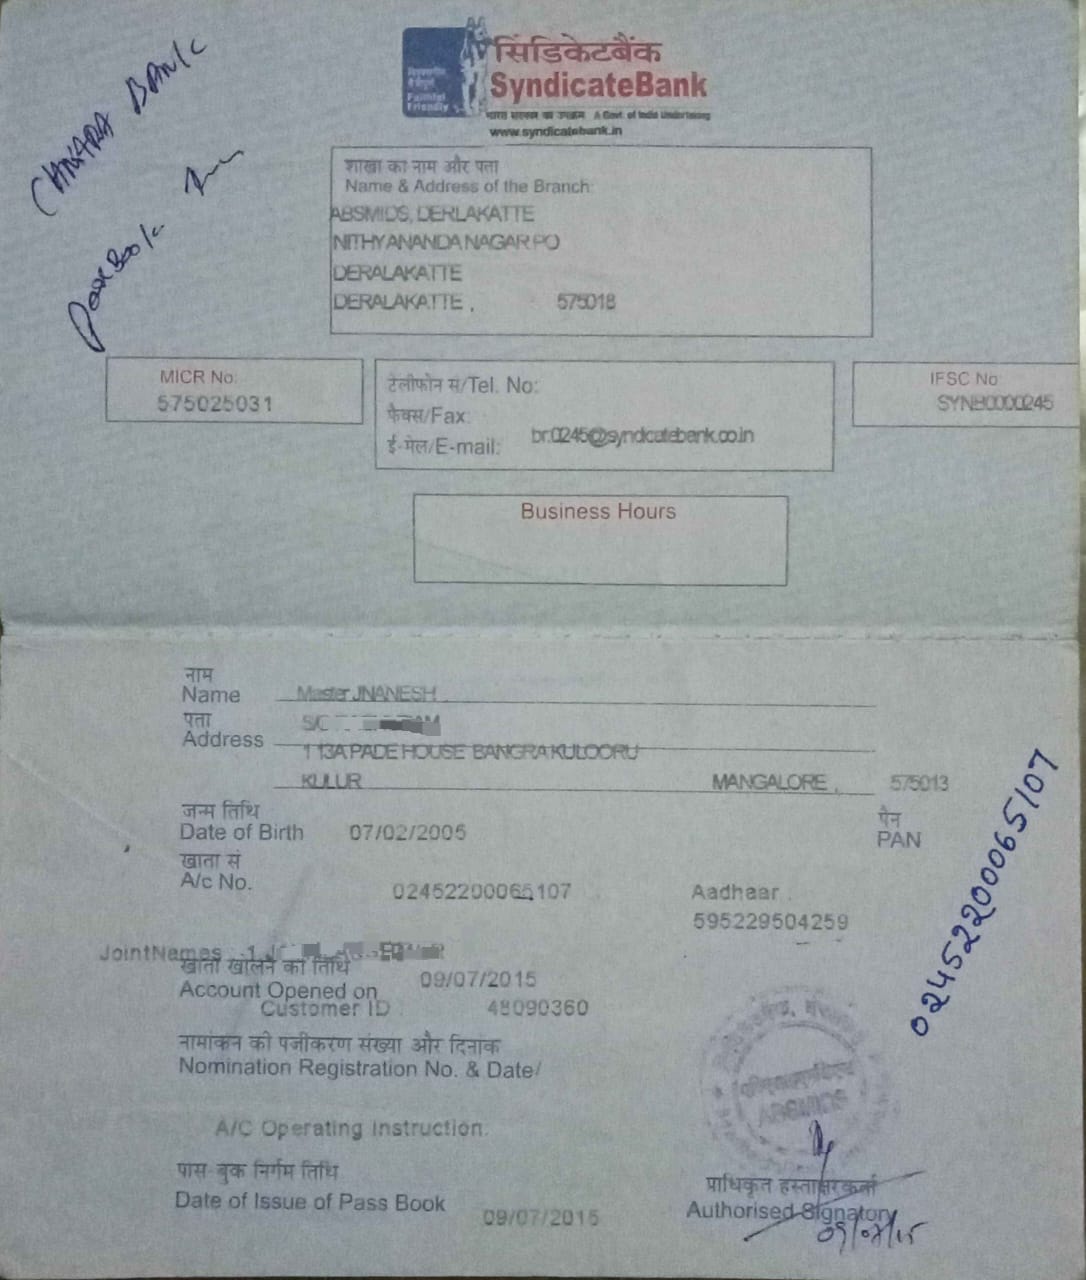 CANARA BANK
PassBook
सिंडिकेटबैंक
SyndicateBank
Faithful
Friendly
भारत सरकार का उपक्रम A Govt. of India Undertaking
www.syndicatebank.in
शाखा का नाम और पता
Name & Address of the Branch:
ABSMIDS, DERLAKATTE
NITHYANANDA NAGAR PO
DERALAKATTE
DERALAKATTE , 575018
MICR No:
575025031
टेलीफोन सं/Tel. No:
फैक्स/Fax:
ई-मेल/E-mail: br.0245@syndicatebank.co.in
IFSC No
SYNB0000245
Business Hours
नाम
Name Master JNANESH
पता
Address
113A PADE HOUSE BANGRA KULOORU
KULUR MANGALORE , 575013
जन्म तिथि
Date of Birth 07/02/2005
पैन
PAN
खाता सं
A/c No. 02452200065107
Aadhaar
595229504259
02452200065107
JointNames 1
खाता खोलने की तिथि
Account Opened on 09/07/2015
Customer ID : 48090360
नामांकन की पंजीकरण संख्या और दिनांक
Nomination Registration No. & Date/
A/C Operating Instruction:
पास बुक निर्गम तिथि
Date of Issue of Pass Book 09/07/2015
ABSMIDS
प्राधिकृत हस्ताक्षरकर्ता
Authorised Signatory